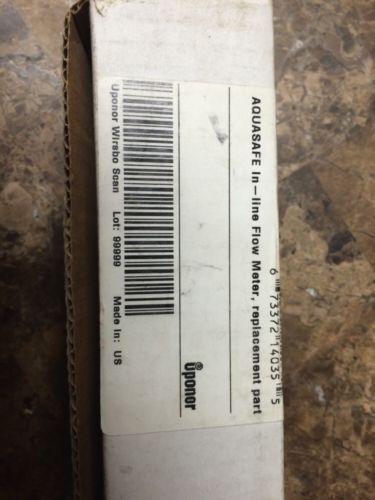 AQUASAFE In-line Flow Meter, replacement part
6 73372 14035 5
uponor
Uponor Wirsbo Scan Lot: 99999 Made In: US